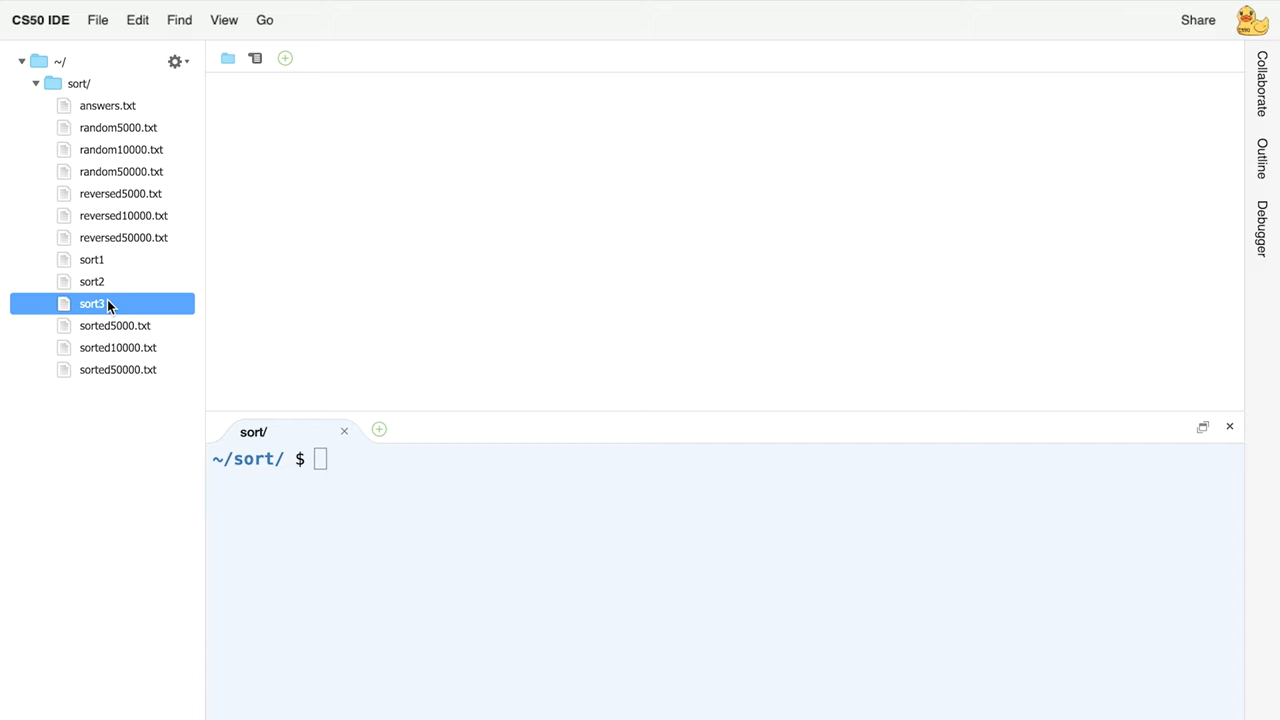 CS50 IDE File Edit Find View Go Share
~/
sort/
answers.txt
random5000.txt
random10000.txt
random50000.txt
reversed5000.txt
reversed10000.txt
reversed50000.txt
sort1
sort2
sort3
sorted5000.txt
sorted10000.txt
sorted50000.txt
sort/
~/sort/ $
Collaborate
Outline
Debugger